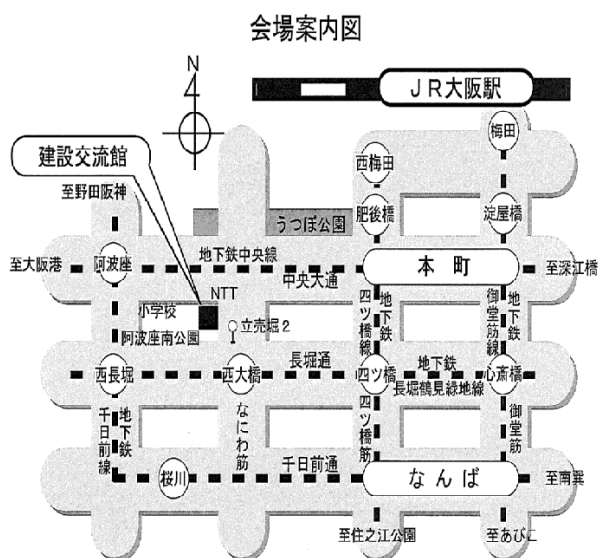 会場案内図
N
JR大阪駅
梅田
建設交流館
西梅田
至野田阪神
肥後橋
淀屋橋
うつぼ公園
地下鉄中央線
至大阪港
阿波座
本町
至深江橋
中央大通
NTT
小学校
立売堀2
阿波座南公園
四ツ橋線
地下鉄
御堂筋線
地下鉄
長堀通
地下鉄
西長堀
西大橋
四ツ橋
心斎橋
長堀鶴見緑地線
千日前線
地下鉄
なにわ筋
四ツ橋筋
御堂筋
千日前通
桜川
なんば
至南巽
至住之江公園
至あびこ